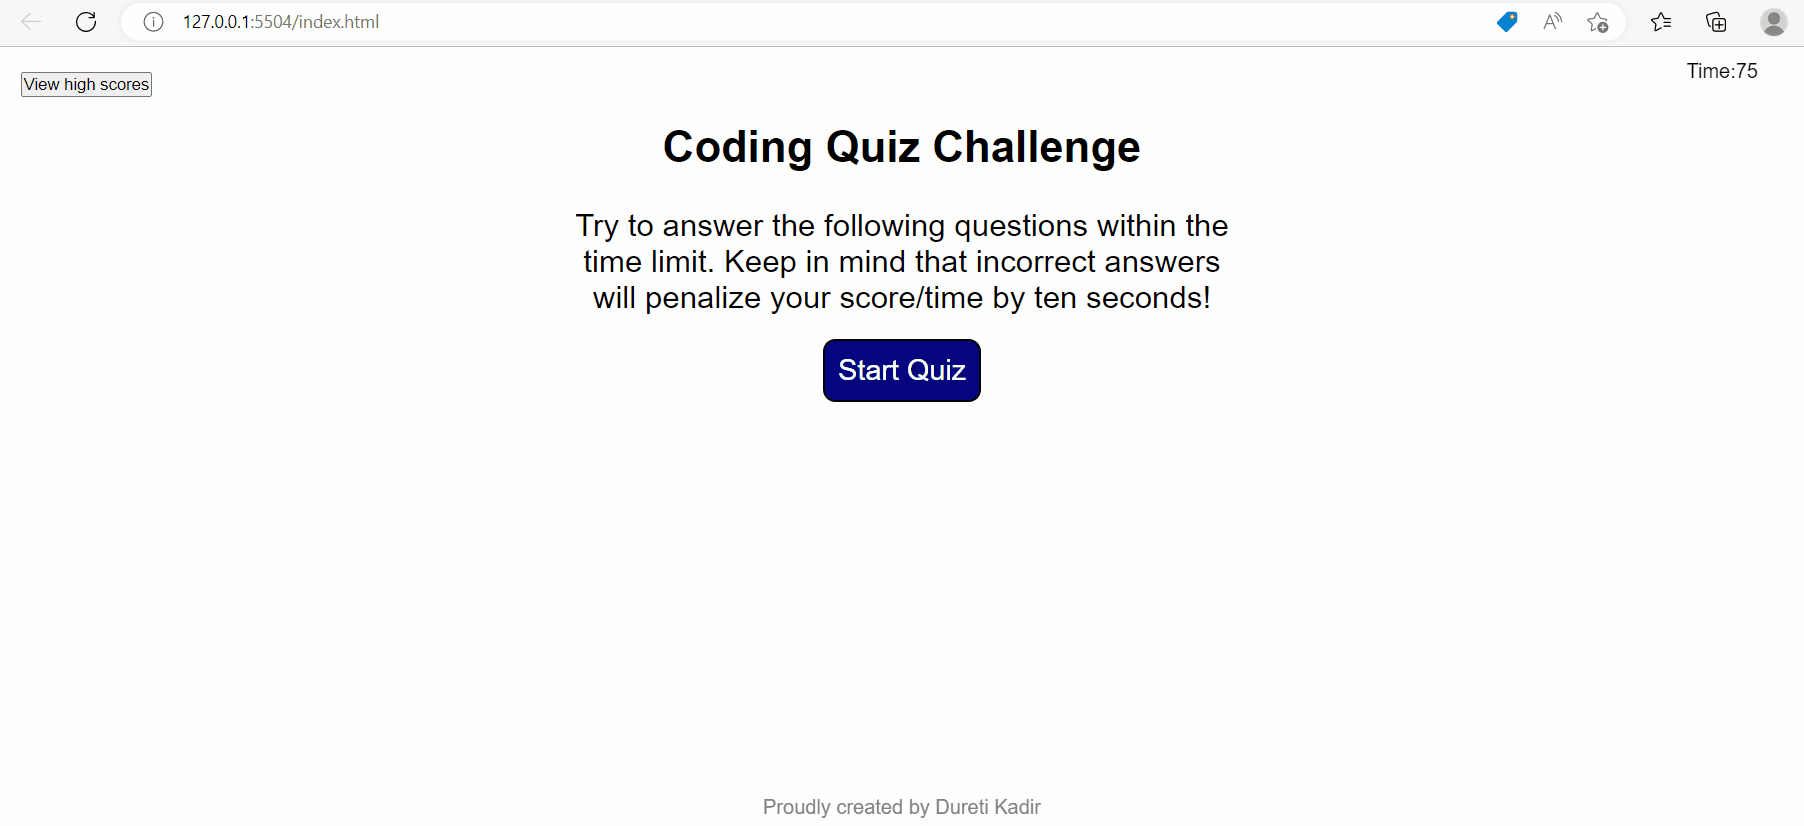 127.0.0.1:5504/index.html
View high scores
Time:75
Coding Quiz Challenge
Try to answer the following questions within the
time limit. Keep in mind that incorrect answers
will penalize your score/time by ten seconds!
Start Quiz
Proudly created by Dureti Kadir